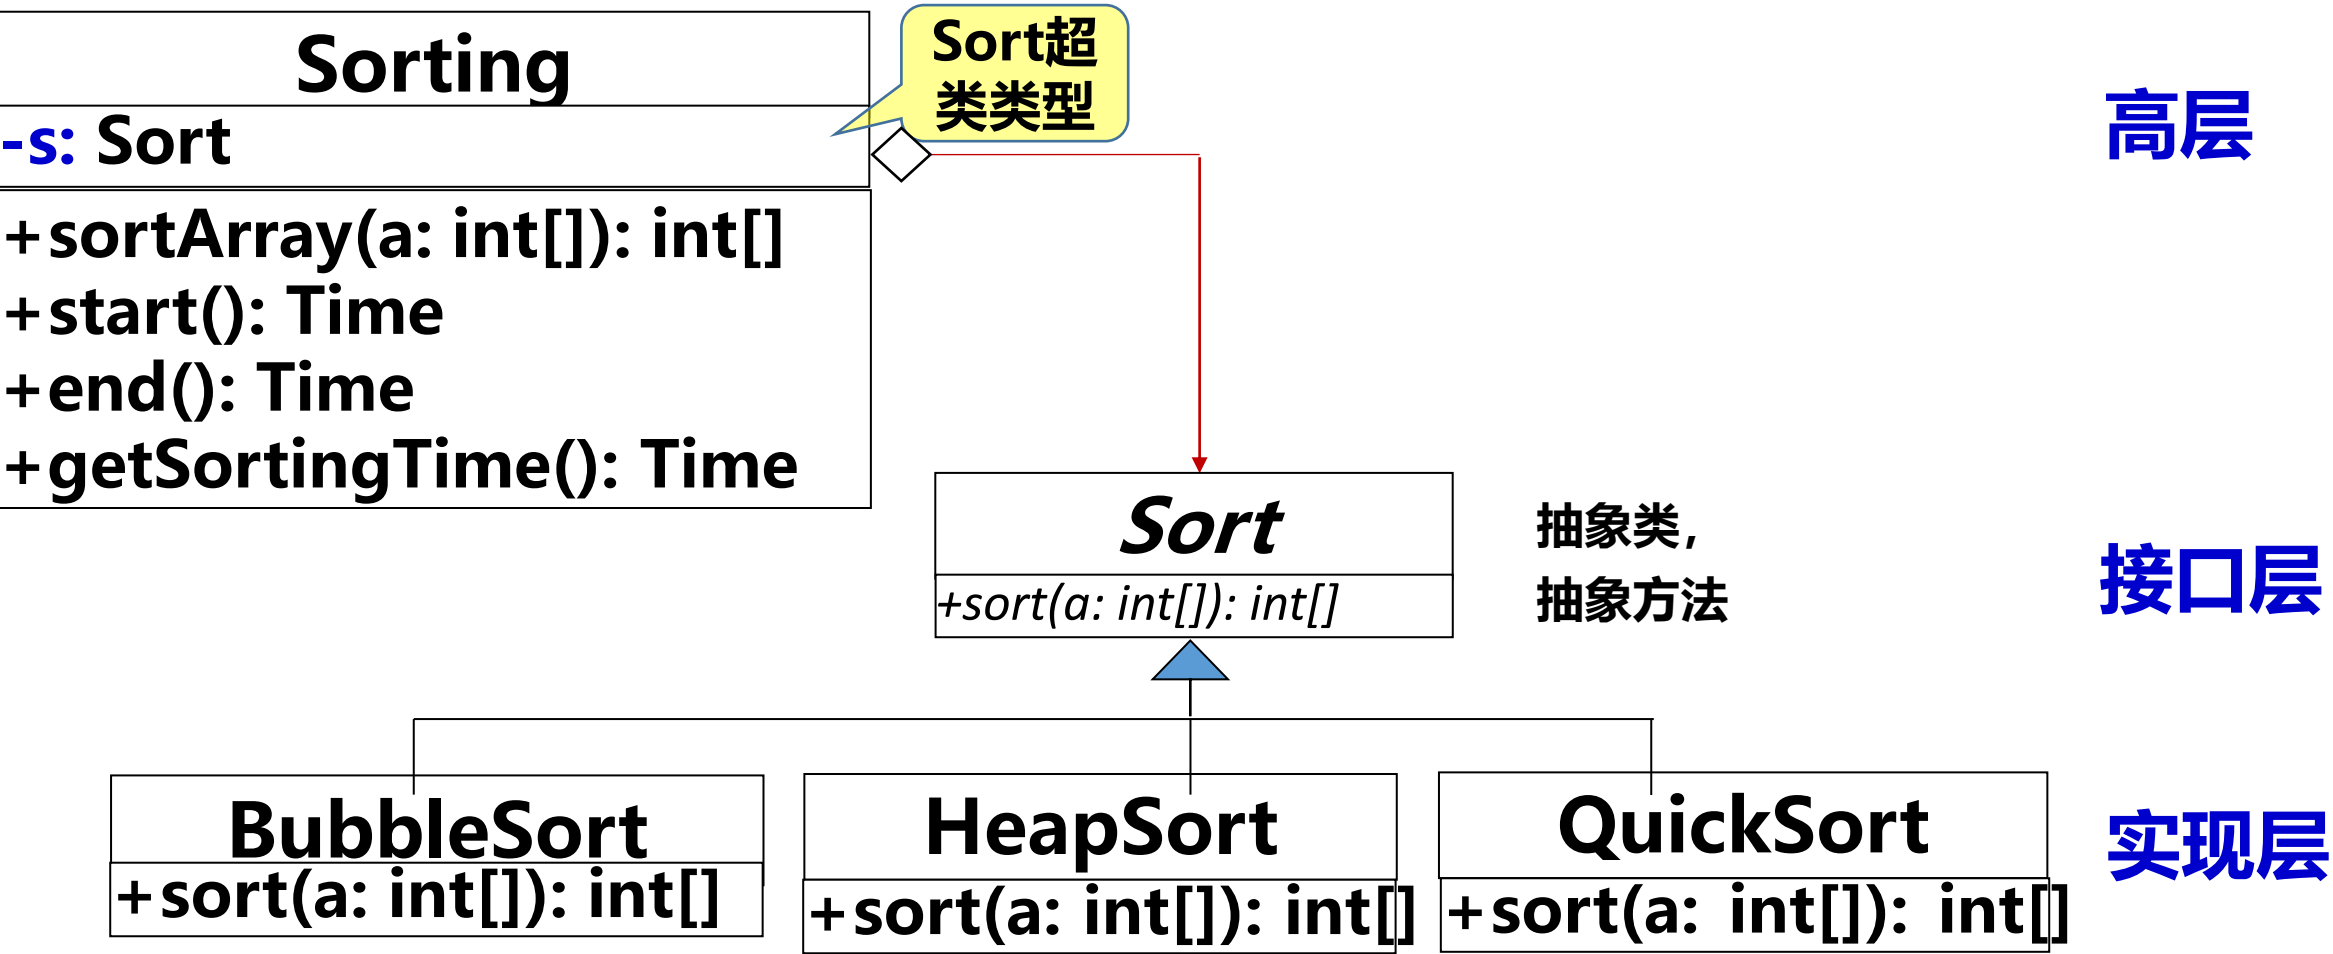 Sorting
Sort超
类类型
高层
-s: Sort
+sortArray(a: int[]): int[]
+start(): Time
+end(): Time
+getSortingTime(): Time
Sort
抽象类,
+sort(a: int[]): int[]
抽象方法
接口层
BubbleSort
HeapSort
QuickSort
实现层
+sort(a: int[]): int[]
+sort(a: int[]): int[]
+sort(a: int[]): int[]